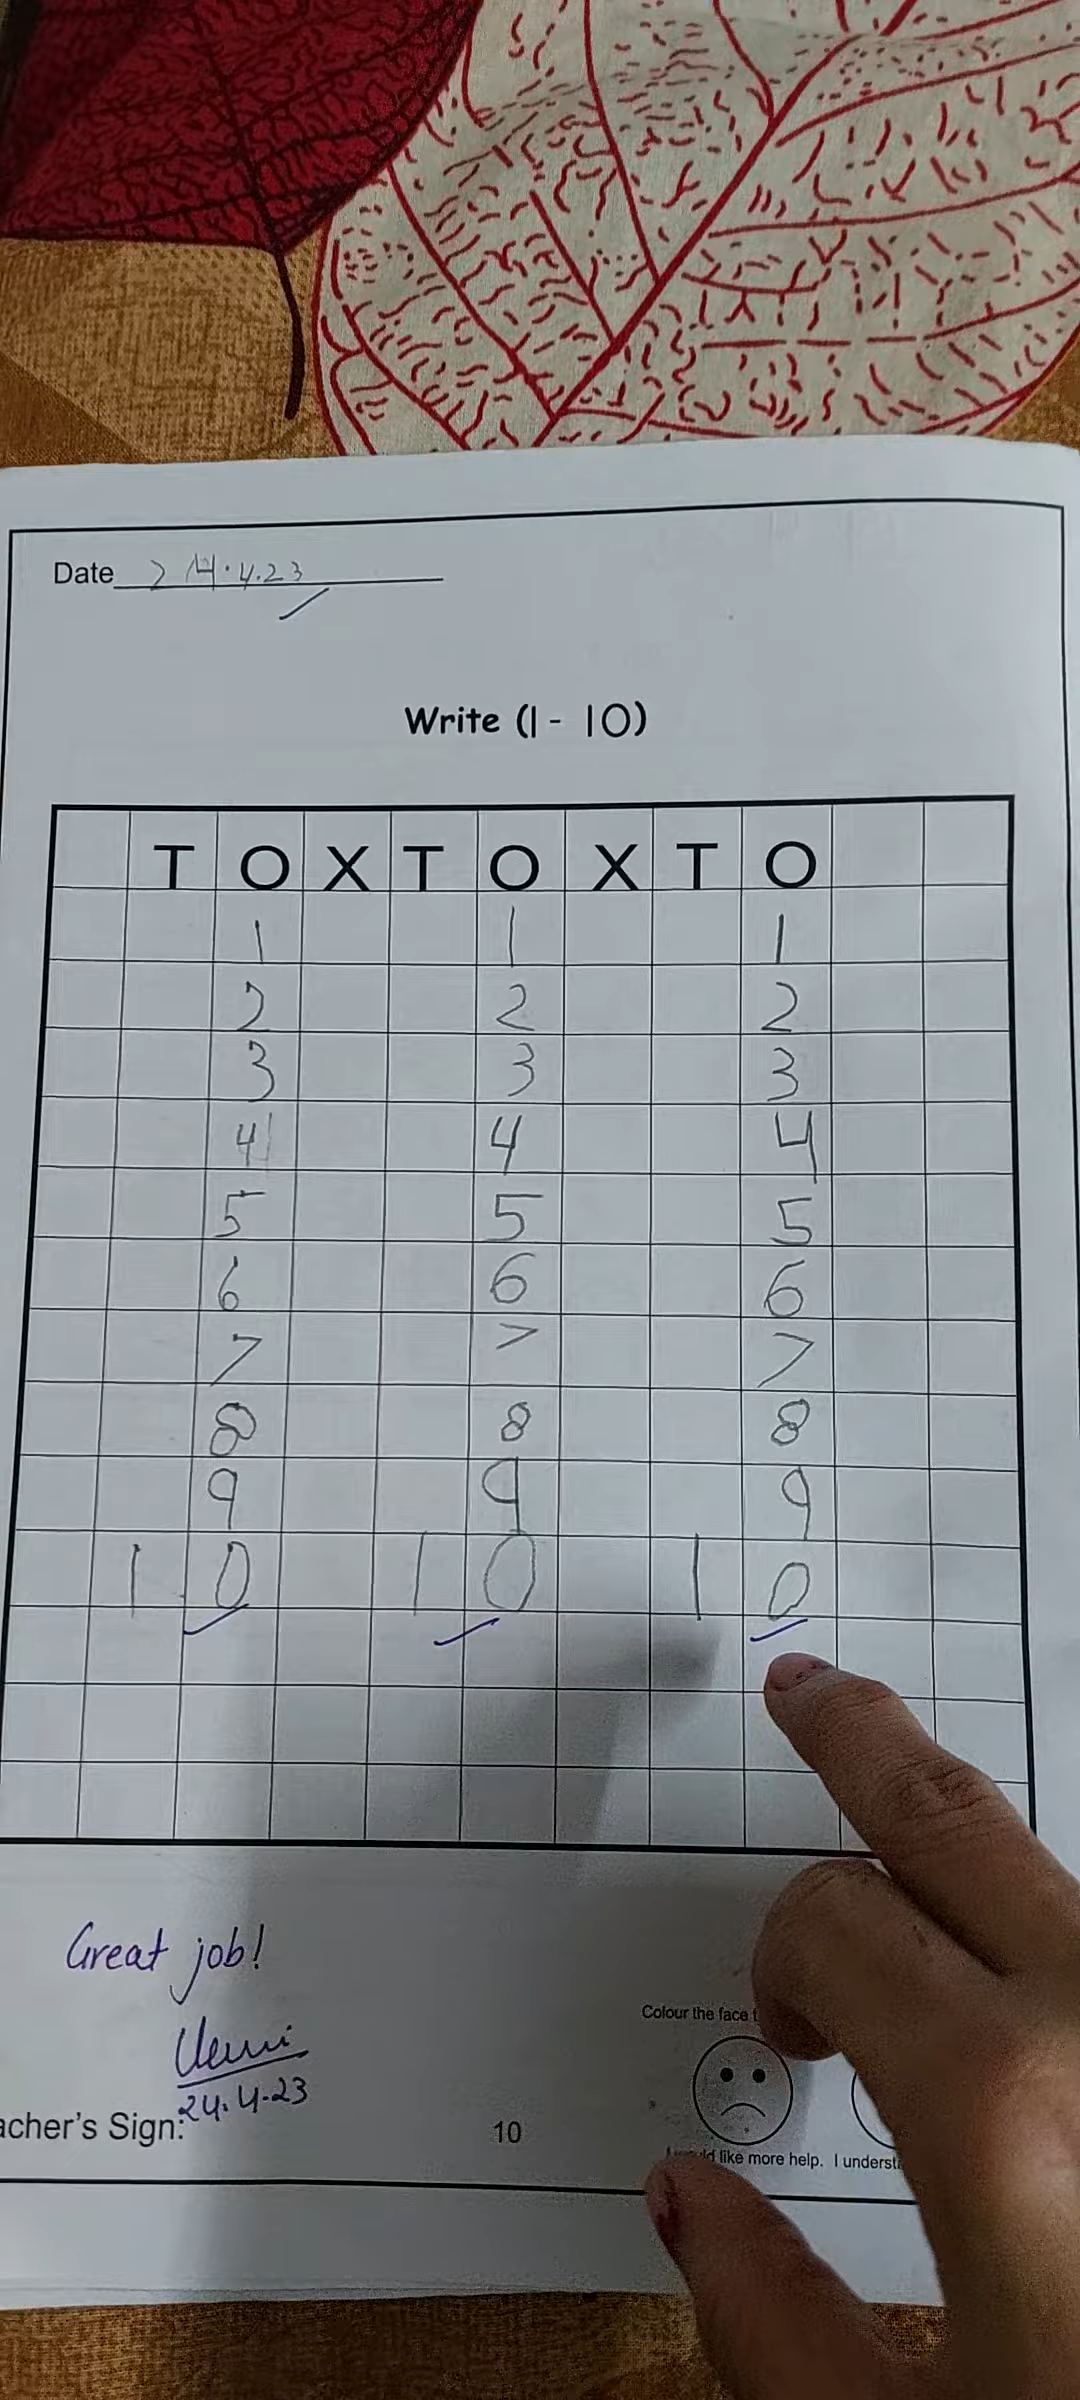 Date 24.4.23
Write (1 - 10)
T O X T O X T O
1 1 1
2 2 2
3 3 3
4 4 4
5 5 5
6 6 6
7 7 7
8 8 8
9 9 9
10 10 10
Great job!
24.4.23
acher's Sign:
10
Colour the face
would like more help. I underst